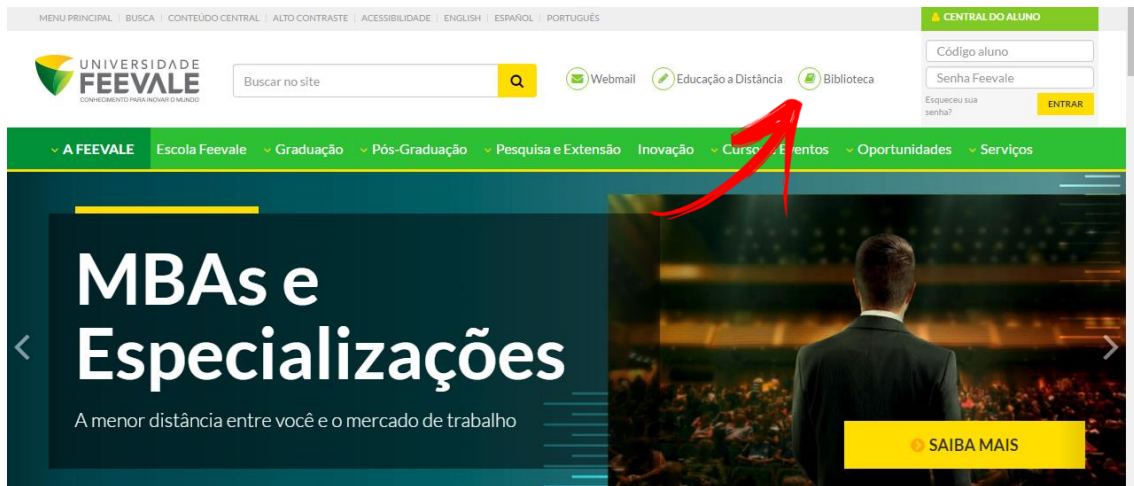 MENU PRINCIPAL | BUSCA | CONTEÚDO CENTRAL | ALTO CONTRASTE | ACESSIBILIDADE | ENGLISH | ESPAÑOL | PORTUGUÊS
CENTRAL DO ALUNO
UNIVERSIDADE
FEEVALE
CONHECIMENTO PARA INOVAR O MUNDO
Buscar no site
Webmail
Educação a Distância
Biblioteca
Código aluno
Senha Feevale
Esqueceu sua
senha?
ENTRAR
A FEEVALE Escola Feevale Graduação Pós-Graduação Pesquisa e Extensão Inovação Cursos e Eventos Oportunidades Serviços
MBAs e
Especializações
A menor distância entre você e o mercado de trabalho
SAIBA MAIS